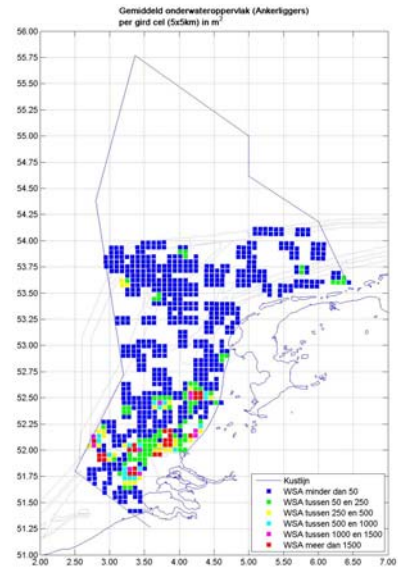 Gemiddeld onderwateroppervlak (Ankerliggers)
per gird cel (5x5km) in m²
56.00
55.75
55.50
55.25
55.00
54.75
54.50
54.25
54.00
53.75
53.50
53.25
53.00
52.75
52.50
52.25
52.00
51.75
51.50
51.25
51.00
2.00 2.50 3.00 3.50 4.00 4.50 5.00 5.50 6.00 7.00
Kustlijn
WSA minder dan 50
WSA tussen 50 en 250
WSA tussen 250 en 500
WSA tussen 500 en 1000
WSA tussen 1000 en 1500
WSA meer dan 1500